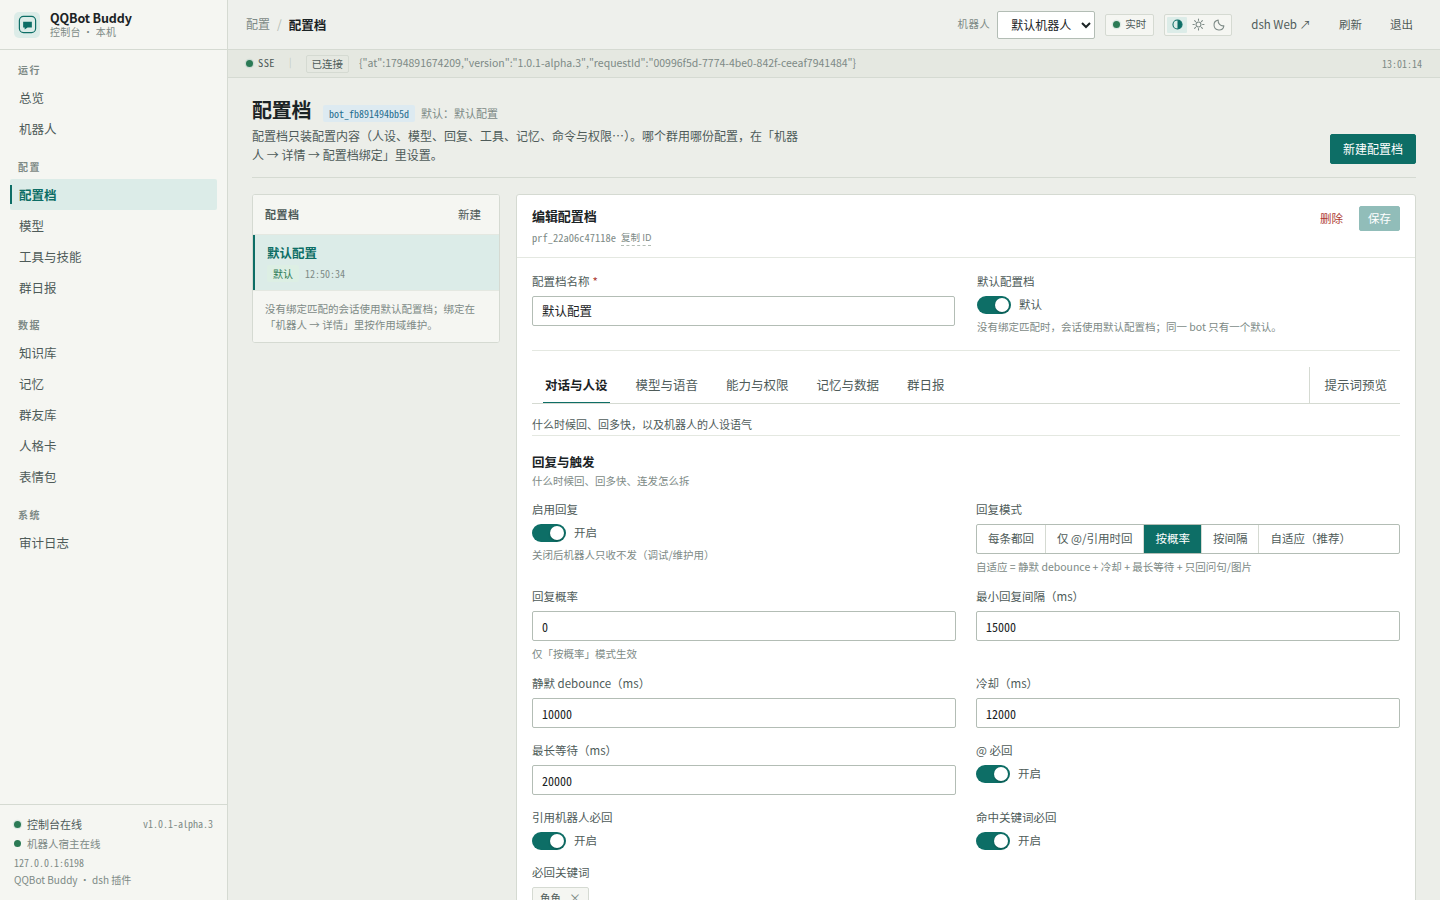 QQBot Buddy
控制台 · 本机
运行
总览
机器人
配置
配置档
模型
工具与技能
群日报
数据
知识库
记忆
群友库
人格卡
表情包
系统
审计日志
控制台在线 v1.0.1-alpha.3
机器人宿主在线
127.0.0.1:6198
QQBot Buddy · dsh 插件
配置 / 配置档
机器人 默认机器人 实时 dsh Web ↗ 刷新 退出
SSE 已连接 {"at":1794891674209,"version":"1.0.1-alpha.3","requestId":"00996f5d-7774-4be0-842f-ceeaf7941484"} 13:01:14
配置档 bot_fb891494bb5d 默认：默认配置
配置档只装配置内容（人设、模型、回复、工具、记忆、命令与权限…）。哪个群用哪份配置，在「机器
人 → 详情 → 配置档绑定」里设置。
新建配置档
配置档 新建
默认配置
默认 12:50:34
没有绑定匹配的会话使用默认配置档；绑定在
「机器人 → 详情」里按作用域维护。
编辑配置档
prf_22a06c47118e 复制 ID
删除 保存
配置档名称 *
默认配置
默认配置档
默认
没有绑定匹配时，会话使用默认配置档；同一 bot 只有一个默认。
对话与人设 模型与语音 能力与权限 记忆与数据 群日报 提示词预览
什么时候回、回多快，以及机器人的人设语气
回复与触发
什么时候回、回多快、连发怎么拆
启用回复
开启
关闭后机器人只收不发（调试/维护用）
回复模式
每条都回 仅 @/引用时回 按概率 按间隔 自适应（推荐）
自适应 = 静默 debounce + 冷却 + 最长等待 + 只回问句/图片
回复概率
0
仅「按概率」模式生效
最小回复间隔（ms）
15000
静默 debounce（ms）
10000
冷却（ms）
12000
最长等待（ms）
20000
@ 必回
开启
引用机器人必回
开启
命中关键词必回
开启
必回关键词